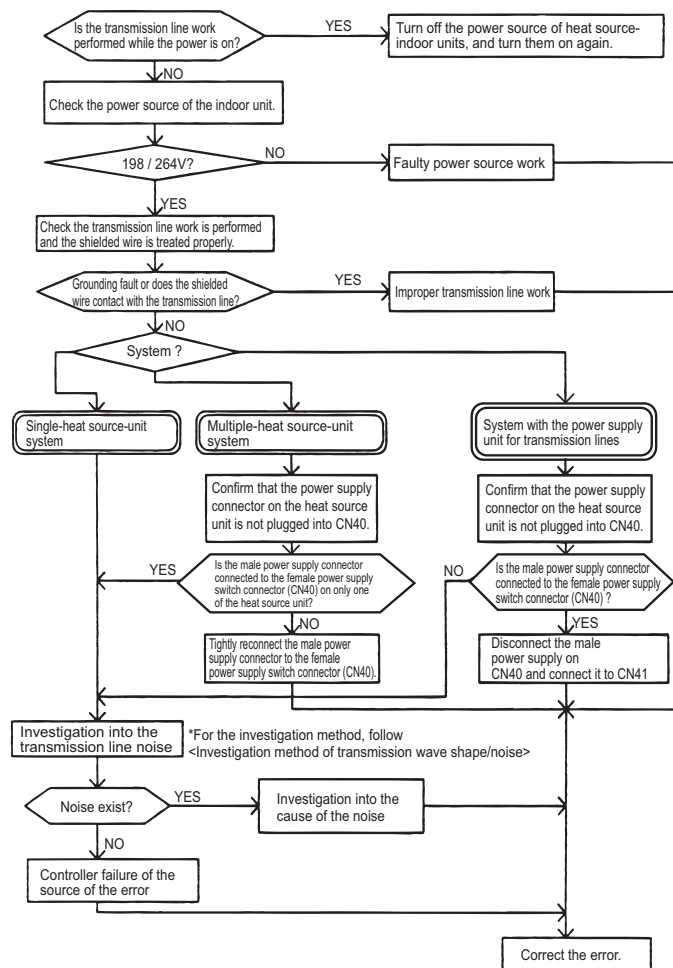 Is the transmission line work
performed while the power is on?
YES
Turn off the power source of heat source-
indoor units, and turn them on again.
NO
Check the power source of the indoor unit.
198 / 264V?
NO
Faulty power source work
YES
Check the transmission line work is performed
and the shielded wire is treated properly.
Grounding fault or does the shielded
wire contact with the transmission line?
YES
Improper transmission line work
NO
System ?
Single-heat source-unit
system
Multiple-heat source-unit
system
System with the power supply
unit for transmission lines
Confirm that the power supply
connector on the heat source
unit is not plugged into CN40.
Confirm that the power supply
connector on the heat source
unit is not plugged into CN40.
YES
Is the male power supply connector
connected to the female power supply
switch connector (CN40) on only one
of the heat source unit?
NO
Is the male power supply connector
connected to the female power supply
switch connector (CN40) ?
NO
YES
Tightly reconnect the male power
supply connector to the female
power supply switch connector (CN40).
Disconnect the male
power supply on
CN40 and connect it to CN41
Investigation into the
transmission line noise
*For the investigation method, follow
<Investigation method of transmission wave shape/noise>
Noise exist?
YES
Investigation into the
cause of the noise
NO
Controller failure of the
source of the error
Correct the error.